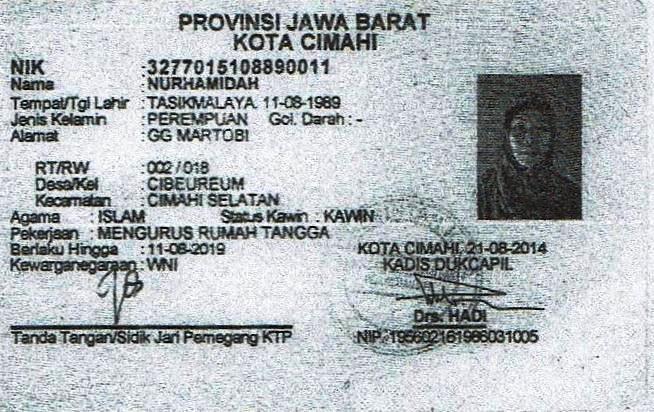 PROVINSI JAWA BARAT
KOTA CIMAHI
NIK :3277015108890011
Nama :NURHAMIDAH
Tempat/Tgl Lahir :TASIKMALAYA, 11-08-1989
Jenis Kelamin :PEREMPUAN Gol. Darah : -
Alamat :GG MARTOBI
RT/RW :002 / 018
Desa/Kel :CIBEUREUM
Kecamatan :CIMAHI SELATAN
Agama :ISLAM Status Kawin : KAWIN
Pekerjaan :MENGURUS RUMAH TANGGA
Berlaku Hingga :11-08-2019
Kewarganegaraan:WNI
KOTA CIMAHI, 21-08-2014
KADIS DUKCAPIL
Drs. HADI
Tanda Tangan/Sidik Jari Pemegang KTP
NIP. 195602161986031005